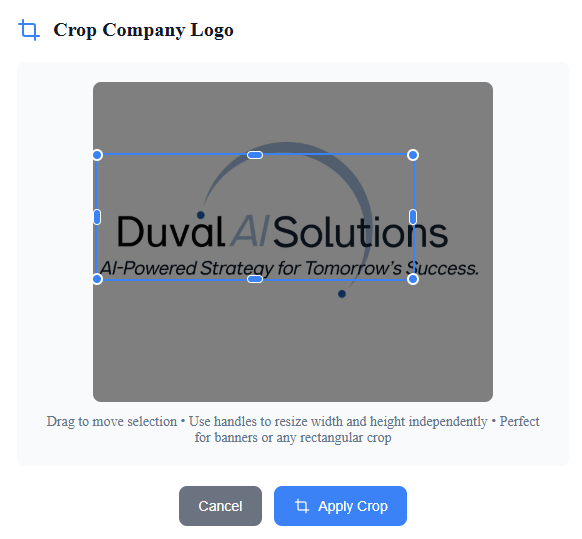 Crop Company Logo
Duval AI Solutions
AI-Powered Strategy for Tomorrow's Success.
Drag to move selection • Use handles to resize width and height independently • Perfect
for banners or any rectangular crop
Cancel
Apply Crop